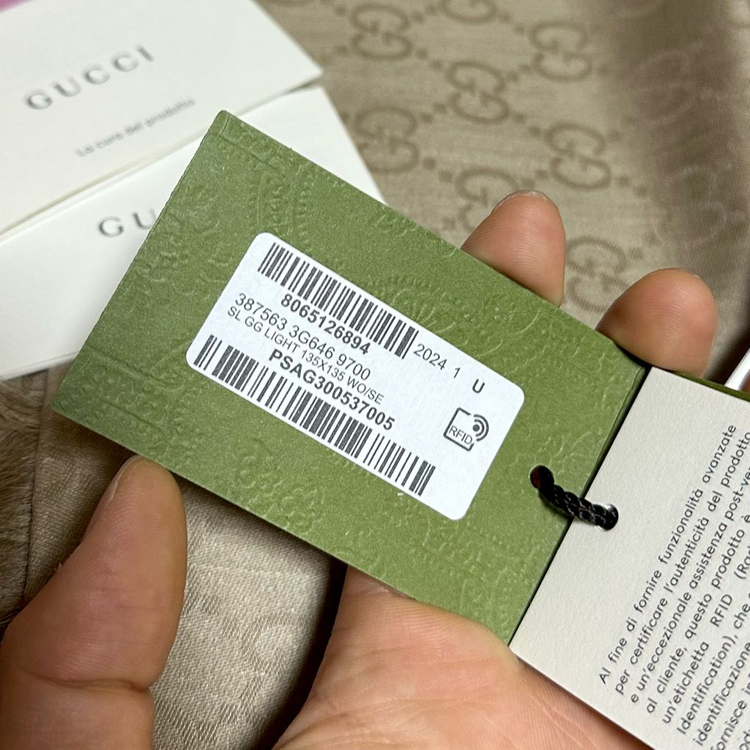 GUCCI
La cura del prodotto
GU
8065126894
387563 3G646 9700 2024 1 U
SL GG LIGHT 135X135 WO/SE
PSAG300537005
RFID
Al fine di fornire funzionalità avanzate
per certificare l'autenticità del prodotto
e un'eccezionale assistenza post-ve
al cliente, questo prodotto è
un'etichetta RFID (Ra
Identification), che
identificazione